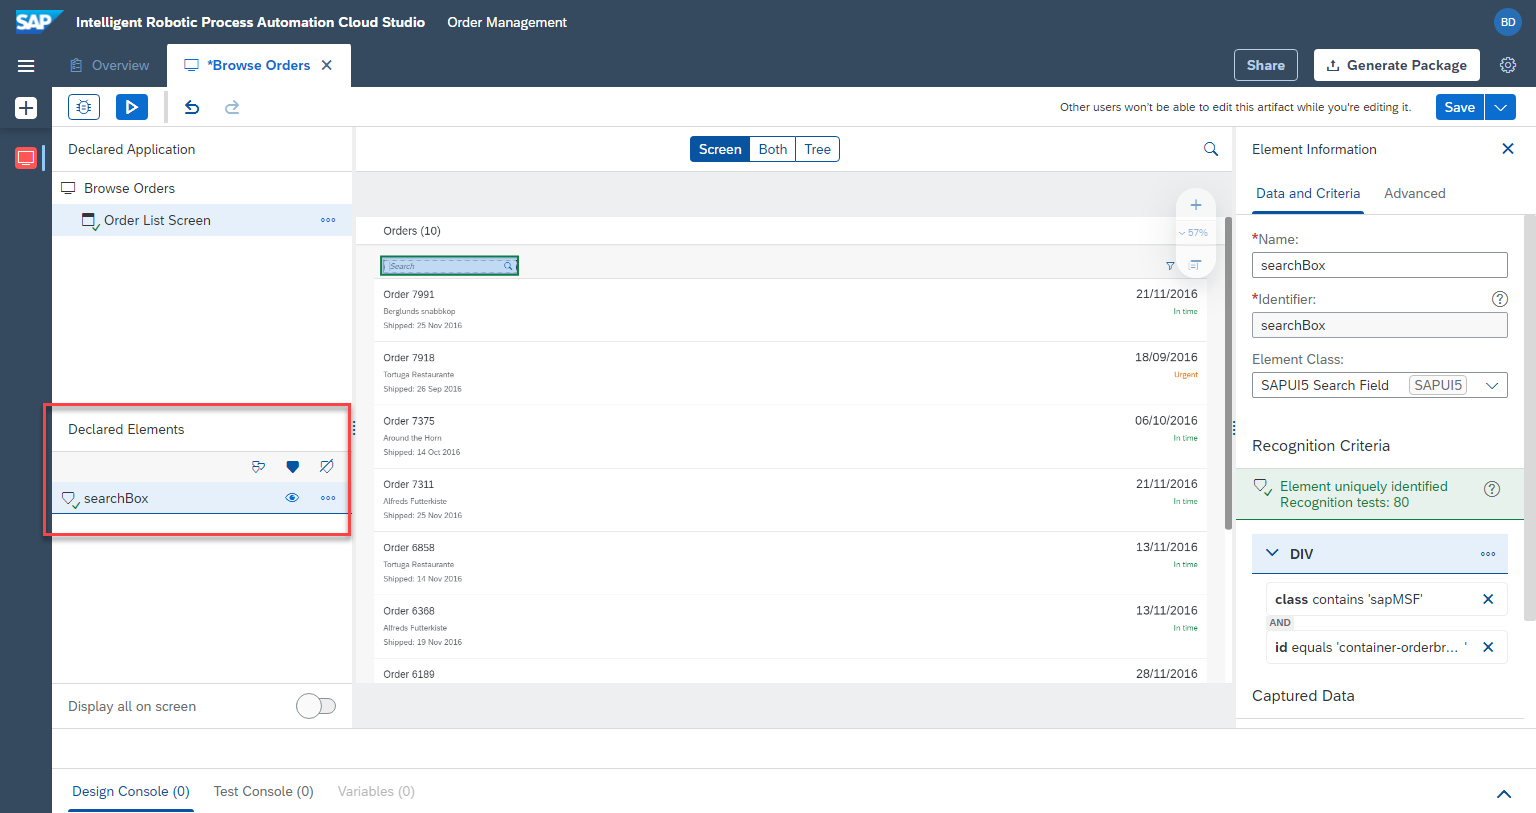 SAP Intelligent Robotic Process Automation Cloud Studio Order Management BD
Overview *Browse Orders Share Generate Package
Other users won't be able to edit this artifact while you're editing it. Save
Declared Application
Browse Orders
Order List Screen
Declared Elements
searchBox
Display all on screen
Screen Both Tree
57%
Orders (10)
Search
Order 7991 21/11/2016
Berglunds snabbkop In time
Shipped: 25 Nov 2016
Order 7918 18/09/2016
Tortuga Restaurante Urgent
Shipped: 26 Sep 2016
Order 7375 06/10/2016
Around the Horn In time
Shipped: 14 Oct 2016
Order 7311 21/11/2016
Alfreds Futterkiste In time
Shipped: 25 Nov 2016
Order 6858 13/11/2016
Tortuga Restaurante In time
Shipped: 14 Nov 2016
Order 6368 13/11/2016
Alfreds Futterkiste In time
Shipped: 19 Nov 2016
Order 6189 28/11/2016
Element Information
Data and Criteria Advanced
*Name:
searchBox
*Identifier:
searchBox
Element Class:
SAPUI5 Search Field SAPUI5
Recognition Criteria
Element uniquely identified
Recognition tests: 80
DIV
class contains 'sapMSF'
AND
id equals 'container-orderbr... '
Captured Data
Design Console (0) Test Console (0) Variables (0)